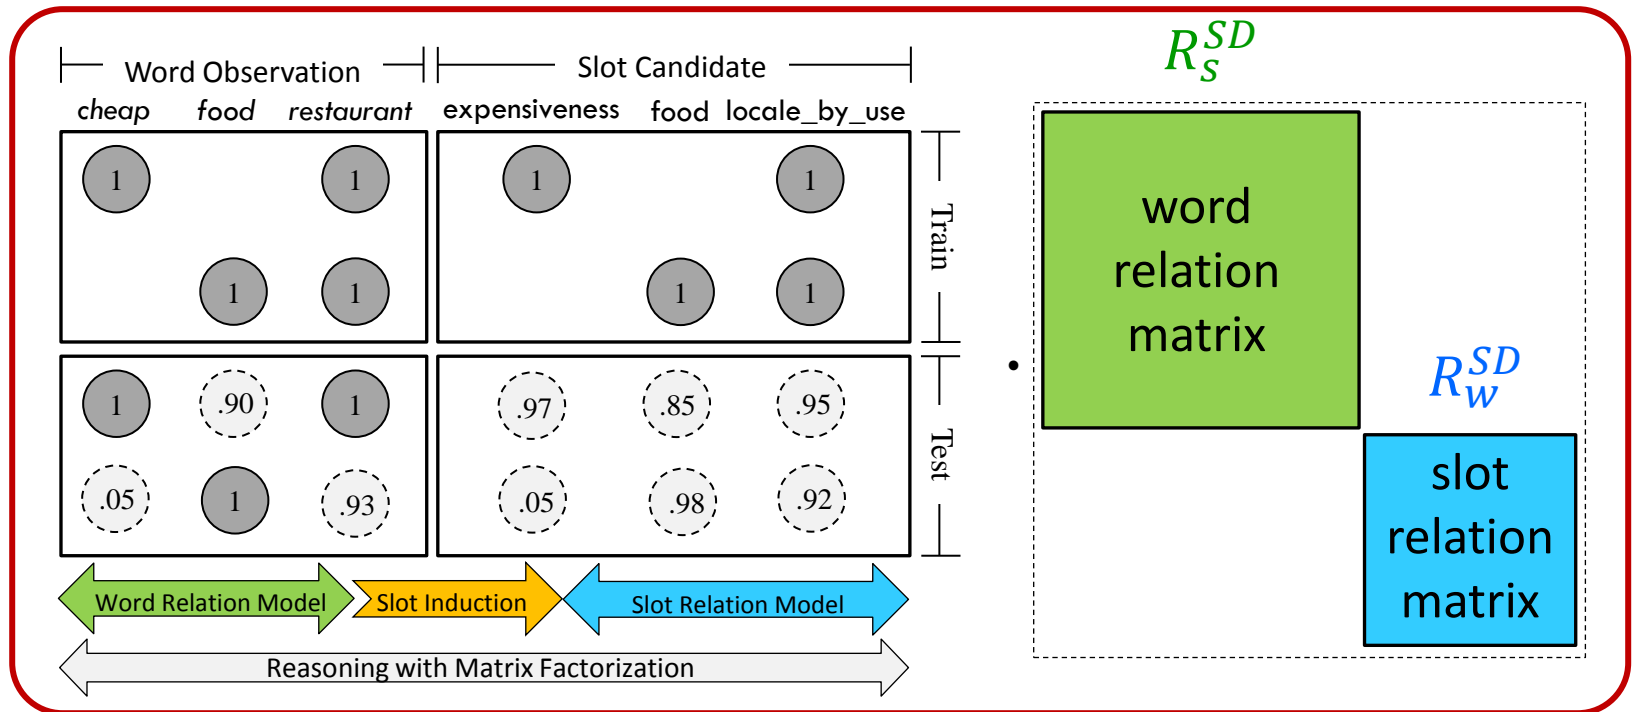 Word Observation Slot Candidate
cheap food restaurant expensiveness food locale_by_use
1 1 1 1
1 1 1 1
Train
1 .90 1 .97 .85 .95
.05 1 .93 .05 .98 .92
Test
Word Relation Model Slot Induction Slot Relation Model
Reasoning with Matrix Factorization
R_s^{SD}
word
relation
matrix
·
R_w^{SD}
slot
relation
matrix